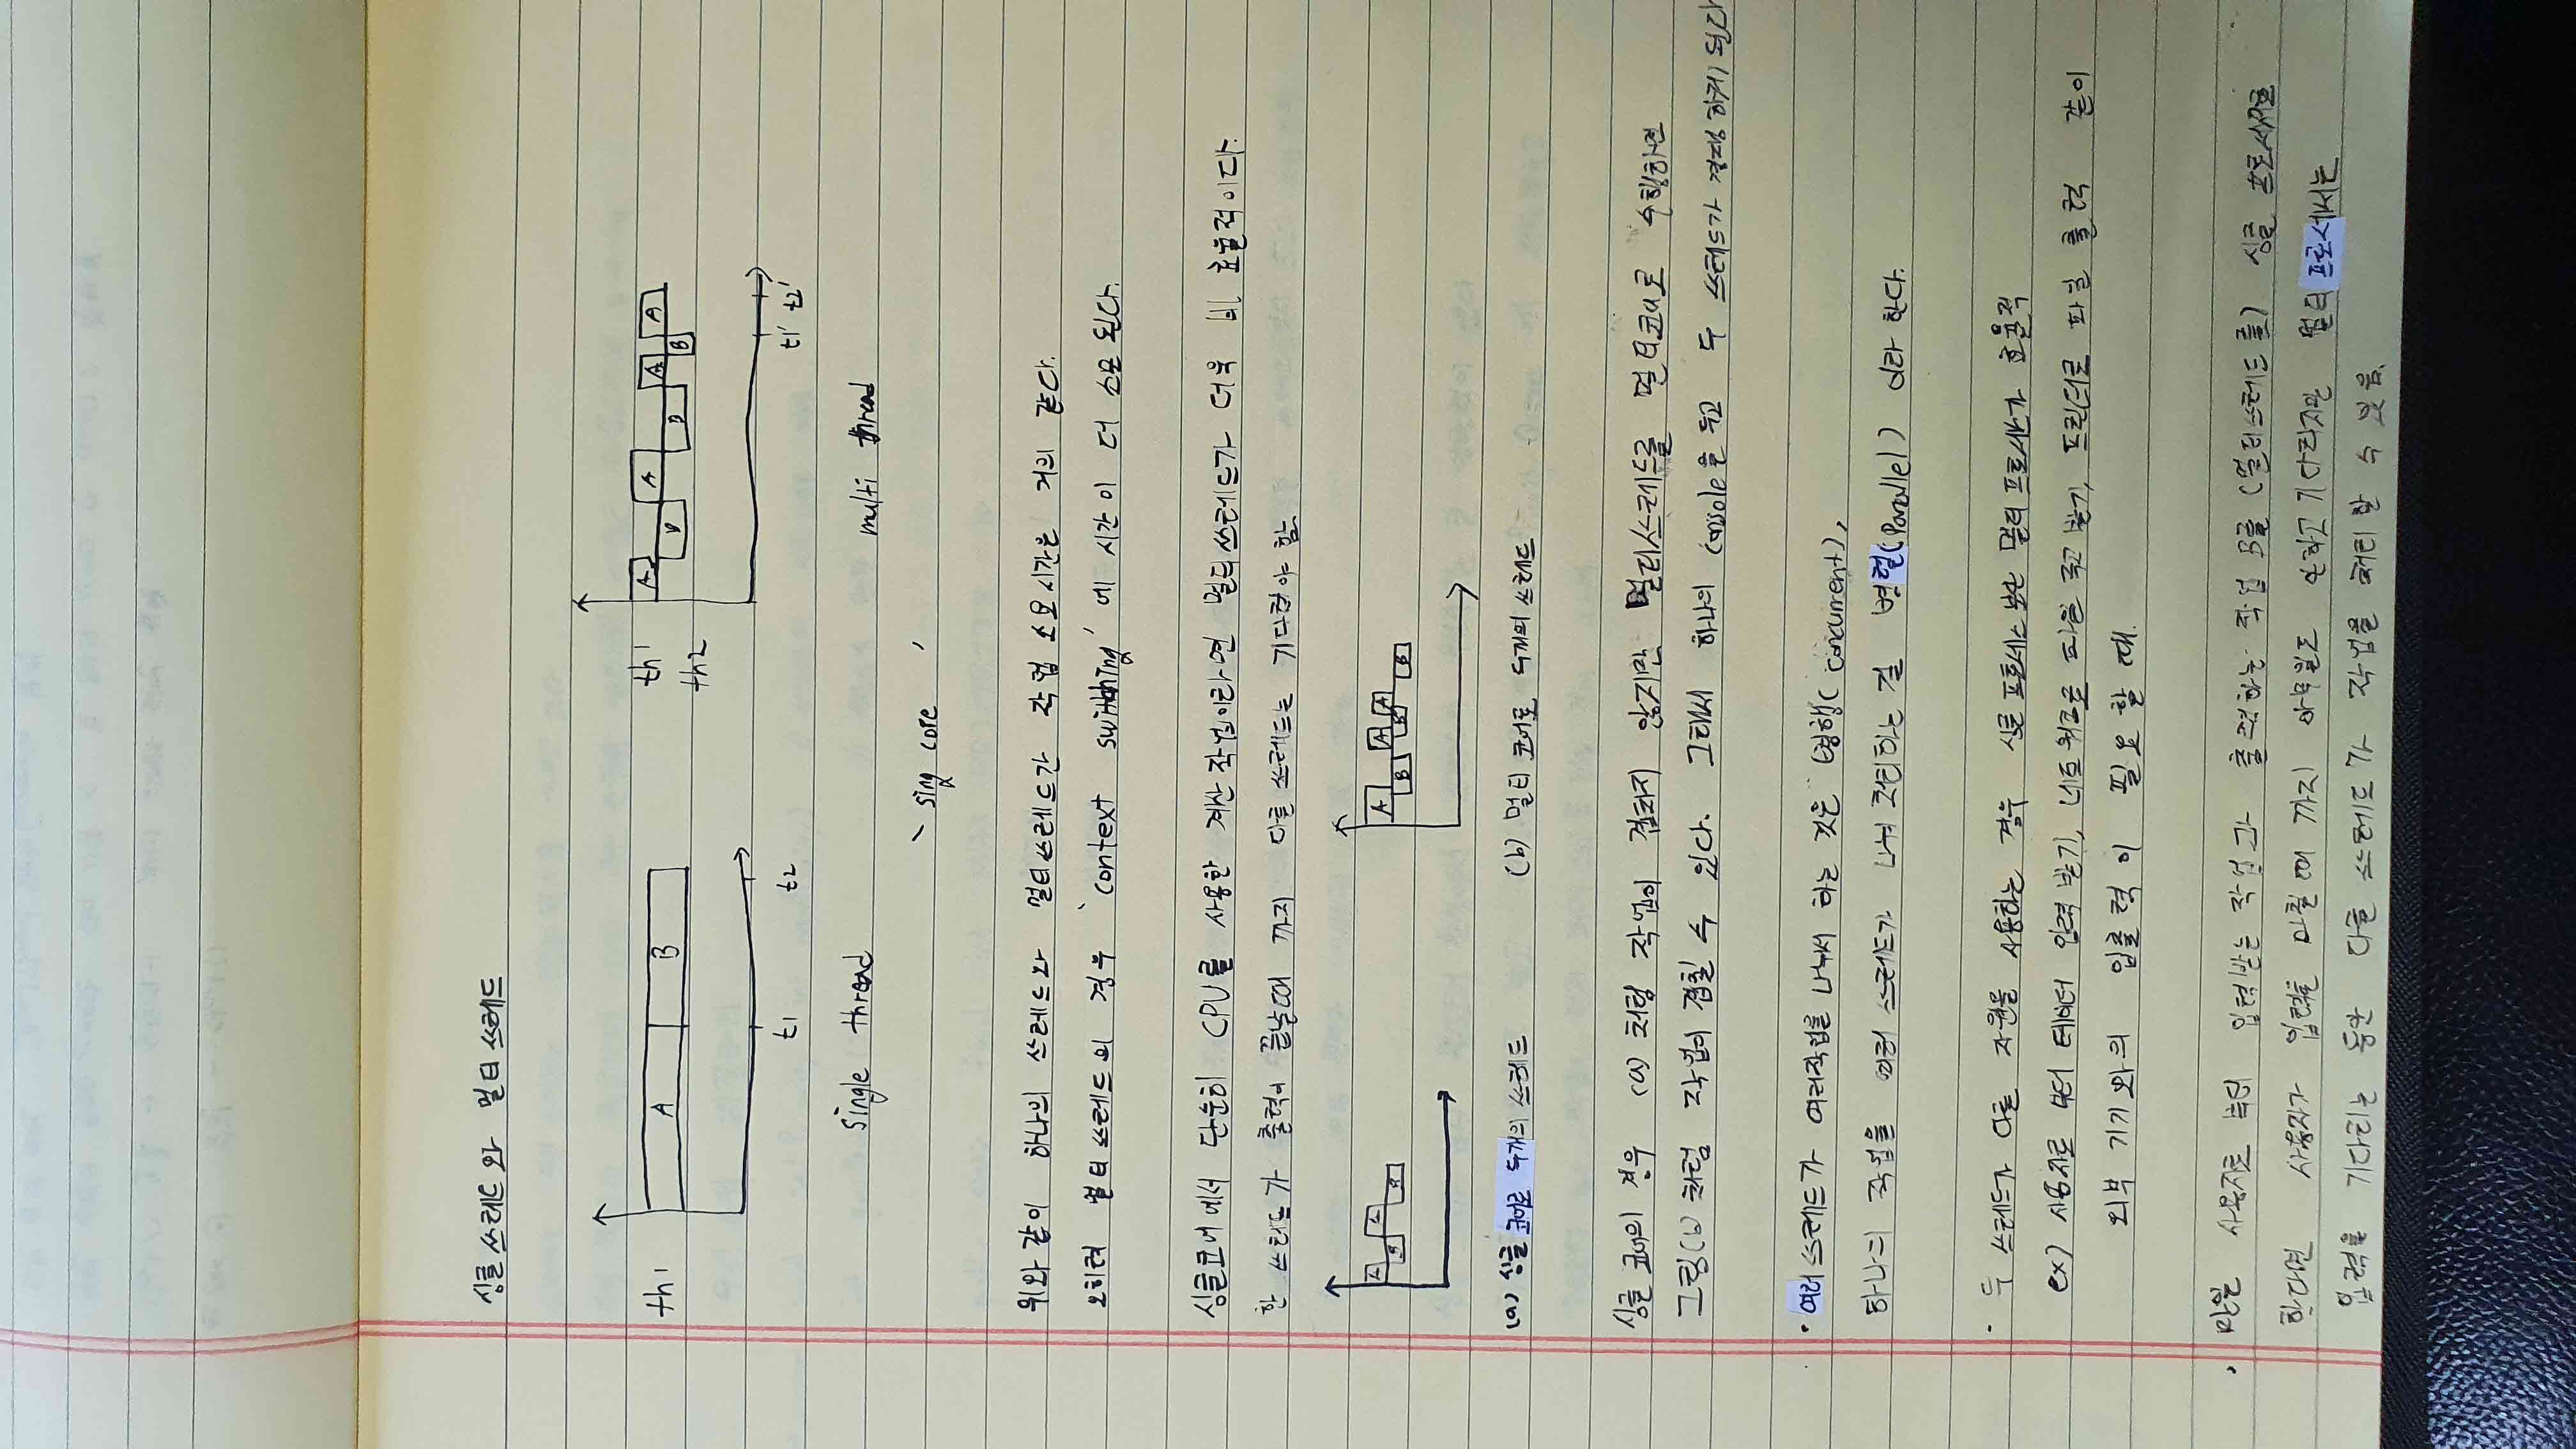 싱글 쓰레드와 멀티 쓰레드
th1 A B
t1 t2
single thread
th1 A A A A
th2 B B B
t1' t2'
multi thread
' sing core '
위와 같이 하나의 쓰레드와 멀티쓰레드간 작업 소모시간은 거의 같다.
오히려 멀티 쓰레드의 경우 'context switching' 에 시간이 더 소모 된다.
싱글코어에서 단순히 CPU를 사용한 계산 작업이라면 멀티 쓰레드가 더욱 비 효율적이다.
한 쓰레드가 출력이 끝날때 까지 다른 쓰레드는 기다려야 함.
A B A B
A B A B A B
(a) 싱글 코어로 두개의 쓰레드
(b) 멀티 코어로 두개의 쓰레드
싱글 코어의 경우 (a) 처럼 작업이 겹치지 않지만 멀티쓰레드를 멀티코어로 수행하면
그림(b) 처럼 작업이 겹칠 수 있다. 그래서 하나의 console을 두고 두 쓰레드가 경쟁 하게 된다
· 여러 쓰레드가 여러작업을 나눠서 하는 것은 병행( concurrent ),
하나의 작업을 여러 쓰레드가 나눠 처리하는 걸 병렬(Parallel) 이라 한다.
· 두 쓰레드가 다른 자원을 사용하는 경우 싱글 프로세스 보단 멀티 프로세스가 효율적
ex) 사용자로 부터 데이터 입력 받기, 네트워크로 파일 주고 받기, 프린터로 파일 출력 같이
외부 기기와의 입출력 이 필요 할 때.
· 만일 사용자로 부터 입력받는 작업과 출력하는 작업 B를 (멀티쓰레드를) 싱글 프로세서로
한다면 사용자가 입력을 마칠 때 까지 아무일도 안하고 기다리지만 멀티 프로세서는
입력을 기다리는 동안 다른 쓰레드가 작업을 처리 할 수 있음.